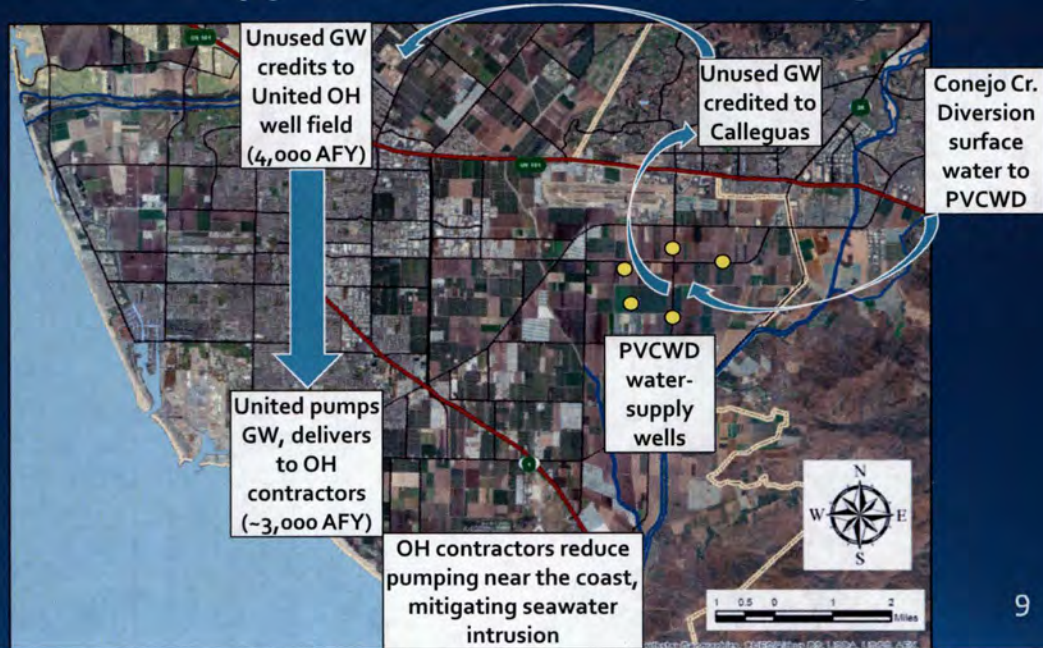 Unused GW
credits to
United OH
well field
(4,000 AFY)
Unused GW
credited to
Calleguas
Conejo Cr.
Diversion
surface
water to
PVCWD
PVCWD
water-
supply
wells
United pumps
GW, delivers
to OH
contractors
(~3,000 AFY)
OH contractors reduce
pumping near the coast,
mitigating seawater
intrusion
N
W E
S
1 0.5 0 1 2
Miles
9